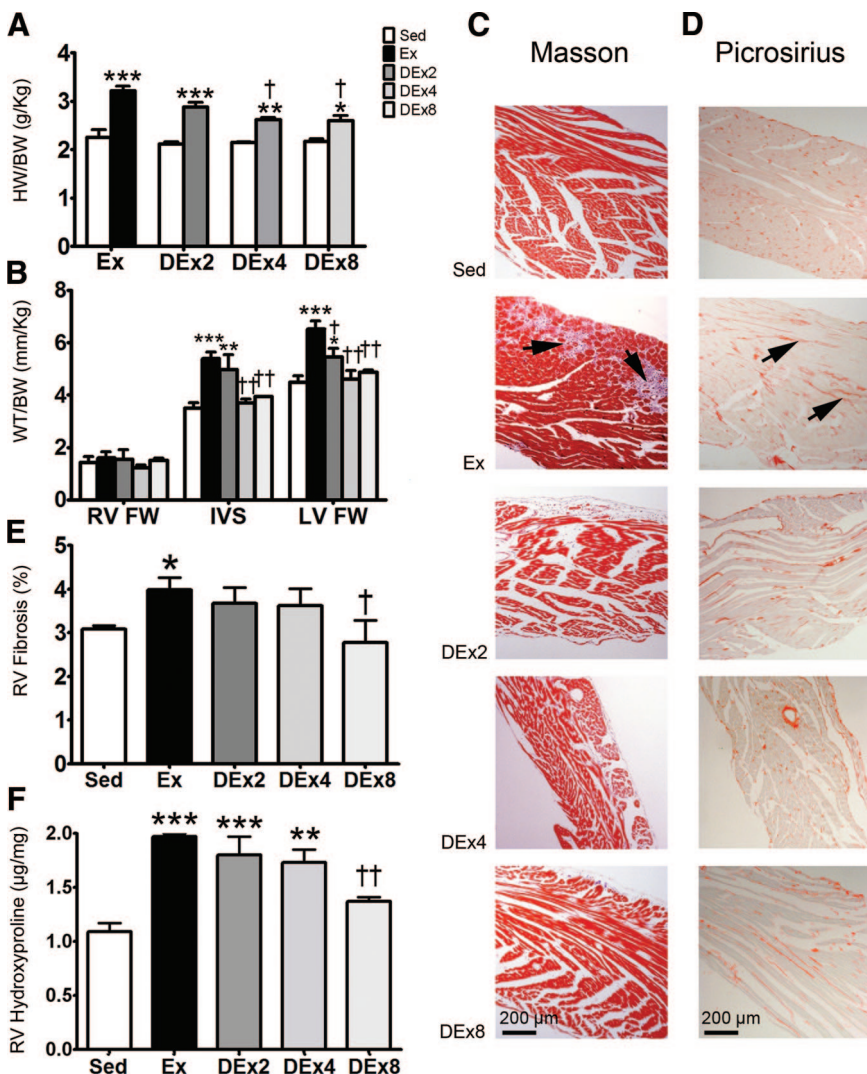 A
HW/BW (g/Kg)
4
3
2
1
0
***
***
†
**
†
*
Ex DEx2 DEx4 DEx8
Sed
Ex
DEx2
DEx4
DEx8
B
WT/BW (mm/Kg)
8
6
4
2
0
*** ** †† ††
*** † * †† ††
RV FW IVS LV FW
E
RV Fibrosis (%)
5
4
3
2
1
0
*
†
Sed Ex DEx2 DEx4 DEx8
F
RV Hydroxyproline (µg/mg)
2.0
1.5
1.0
0.5
0.0
*** *** ** ††
Sed Ex DEx2 DEx4 DEx8
C
Masson
D
Picrosirius
Sed
Ex
DEx2
DEx4
DEx8
200 µm
200 µm